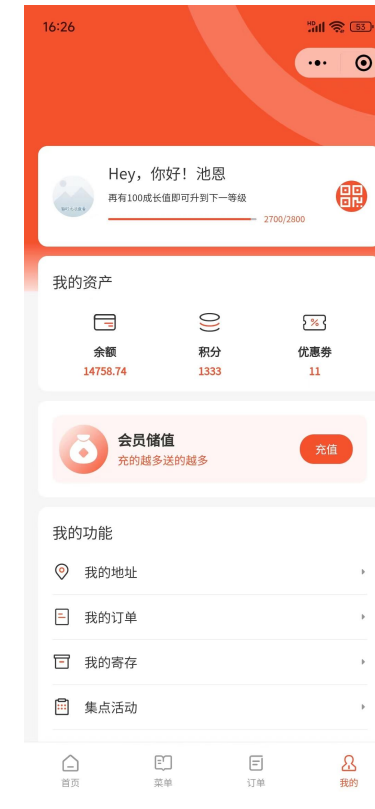 16:26
HD 53
Hey，你好！池恩
再有100成长值即可升到下一等级
2700/2800
我的资产
余额 积分 优惠券
14758.74 1333 11
会员储值
充的越多送的越多
充值
我的功能
我的地址
我的订单
我的寄存
集点活动
首页 菜单 订单 我的